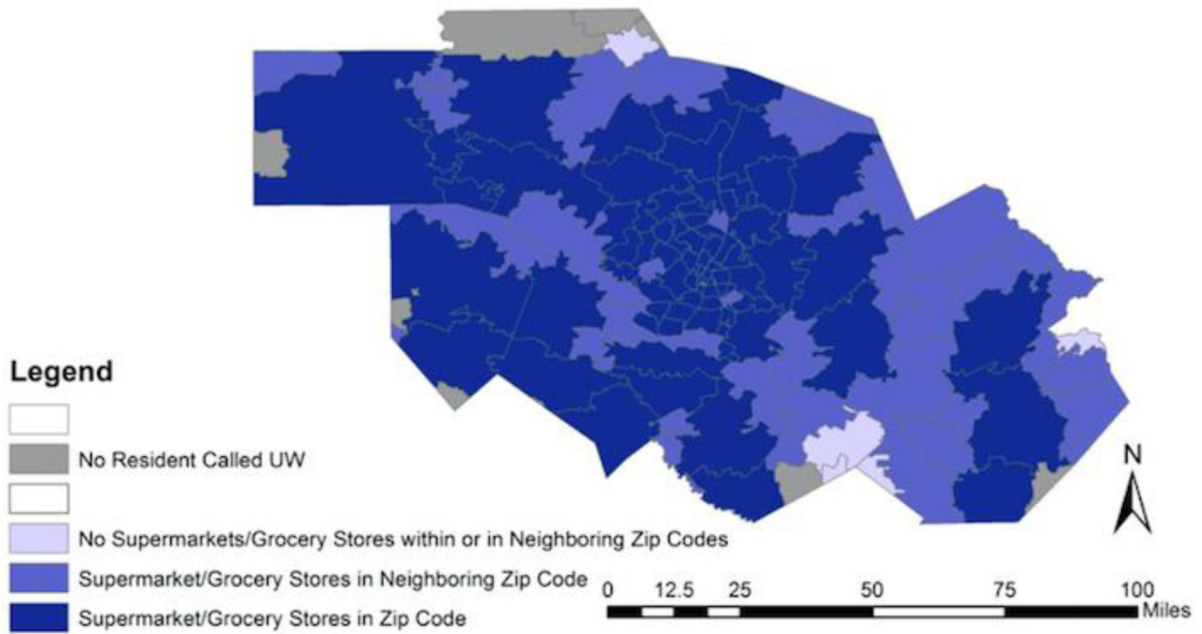 Legend
No Resident Called UW
No Supermarkets/Grocery Stores within or in Neighboring Zip Codes
Supermarket/Grocery Stores in Neighboring Zip Code
Supermarket/Grocery Stores in Zip Code
N
0 12.5 25 50 75 100
Miles